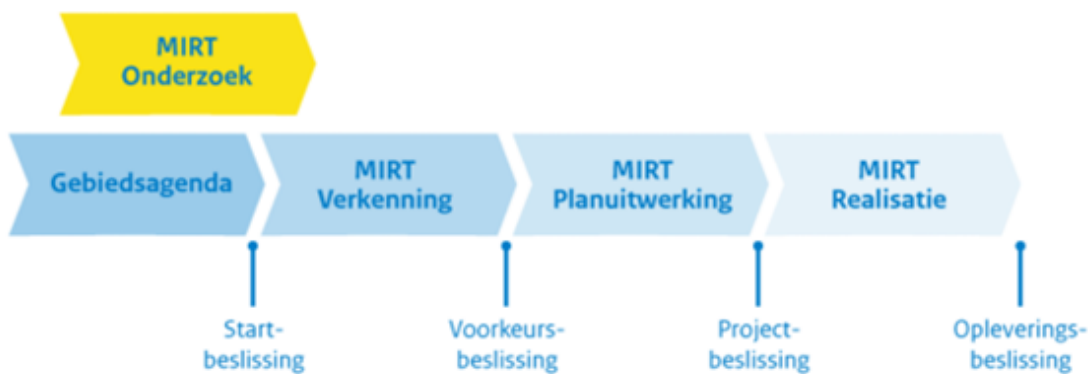 MIRT
Onderzoek
Gebiedsagenda
MIRT
Verkenning
MIRT
Planuitwerking
MIRT
Realisatie
Start-
beslissing
Voorkeurs-
beslissing
Project-
beslissing
Opleverings-
beslissing